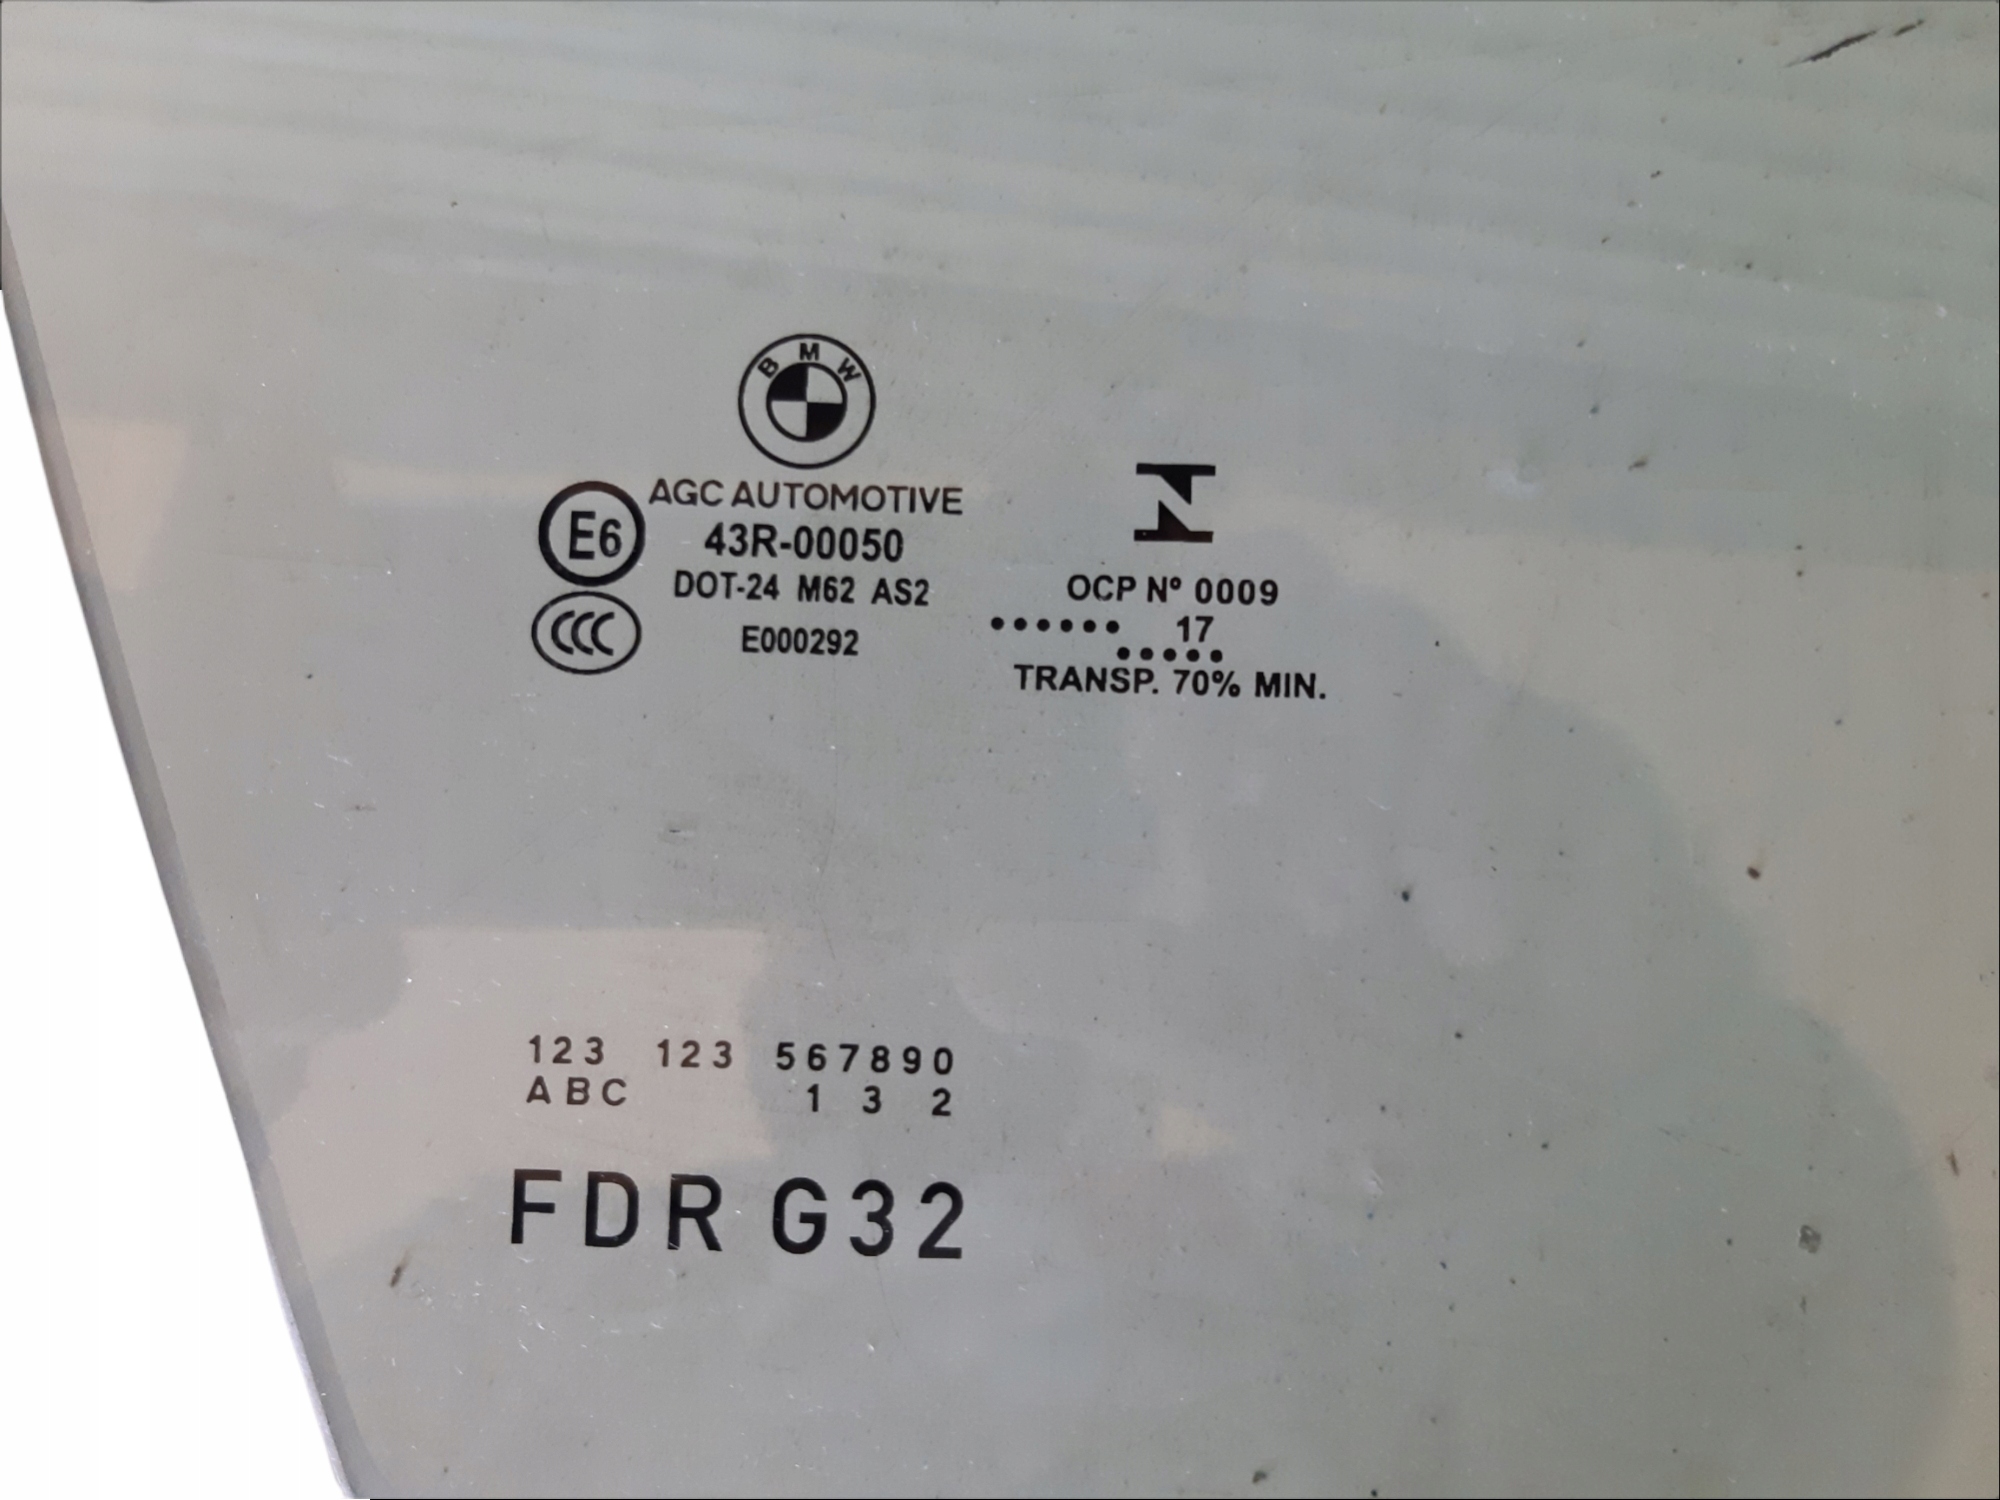 BMW
AGC AUTOMOTIVE
E6
43R-00050
DOT-24 M62 AS2
CCC
E000292
N
OCP Nº 0009
•••••• 17
•••••
TRANSP. 70% MIN.
123 123 567890
ABC 1 3 2
FDR G32